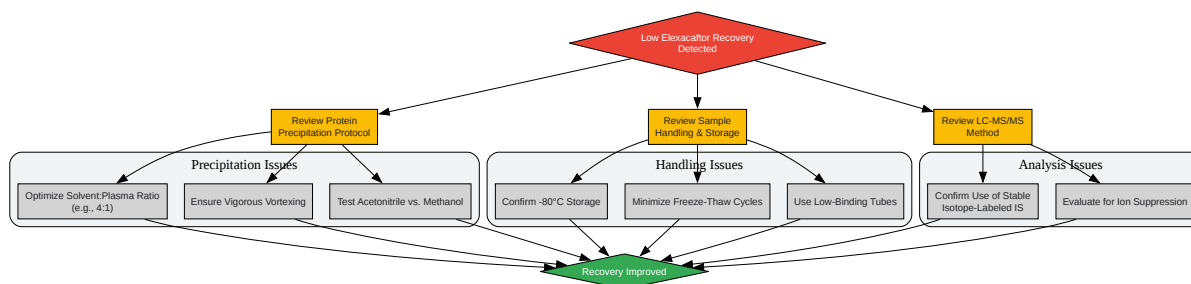 Low Elexacaftor Recovery
Detected
Review Protein
Precipitation Protocol
Review Sample
Handling & Storage
Review LC-MS/MS
Method
Precipitation Issues
Handling Issues
Analysis Issues
Optimize Solvent:Plasma Ratio
(e.g., 4:1)
Ensure Vigorous Vortexing
Test Acetonitrile vs. Methanol
Confirm -80°C Storage
Minimize Freeze-Thaw Cycles
Use Low-Binding Tubes
Confirm Use of Stable
Isotope-Labeled IS
Evaluate for Ion Suppression
Recovery Improved